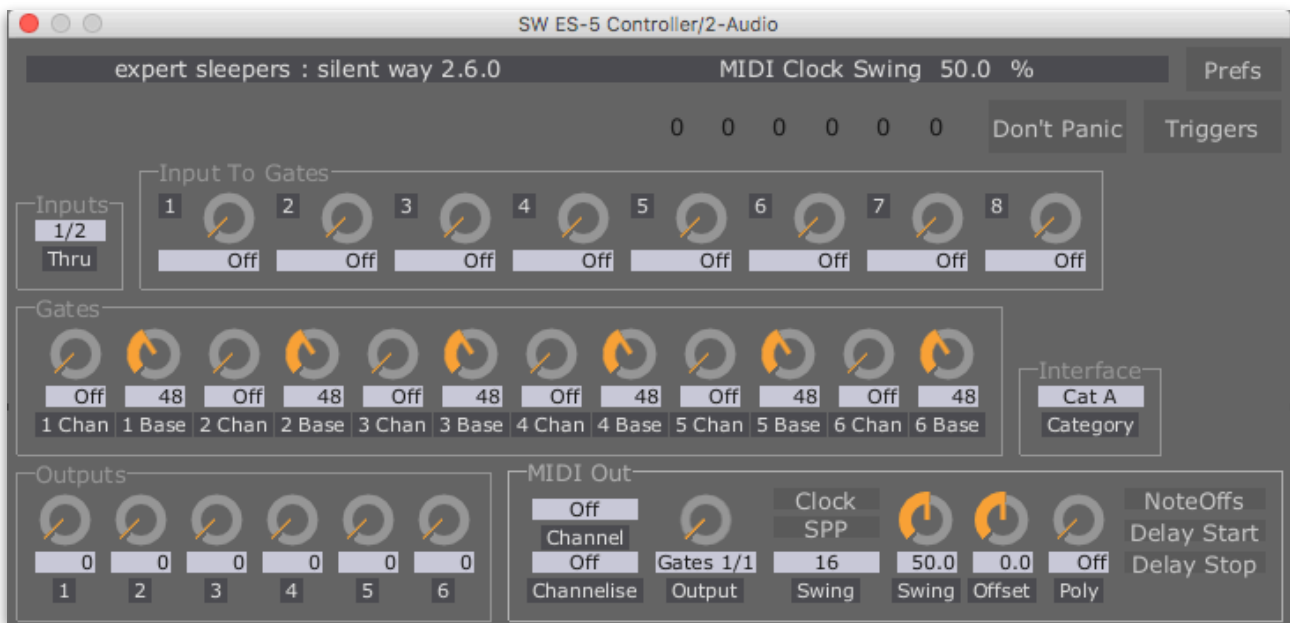 SW ES-5 Controller/2-Audio
expert sleepers : silent way 2.6.0 MIDI Clock Swing 50.0 % Prefs
0 0 0 0 0 0 Don't Panic Triggers
Input To Gates
Inputs
1 2 3 4 5 6 7 8
1/2
Thru
Off Off Off Off Off Off Off Off
Gates
Off 48 Off 48 Off 48 Off 48 Off 48 Off 48
1 Chan 1 Base 2 Chan 2 Base 3 Chan 3 Base 4 Chan 4 Base 5 Chan 5 Base 6 Chan 6 Base
Interface
Cat A
Category
Outputs
0 0 0 0 0 0
1 2 3 4 5 6
MIDI Out
Off
Channel
Off
Channelise
Gates 1/1
Output
Clock
SPP
16
Swing
50.0
Swing
0.0
Offset
Off
Poly
NoteOffs
Delay Start
Delay Stop